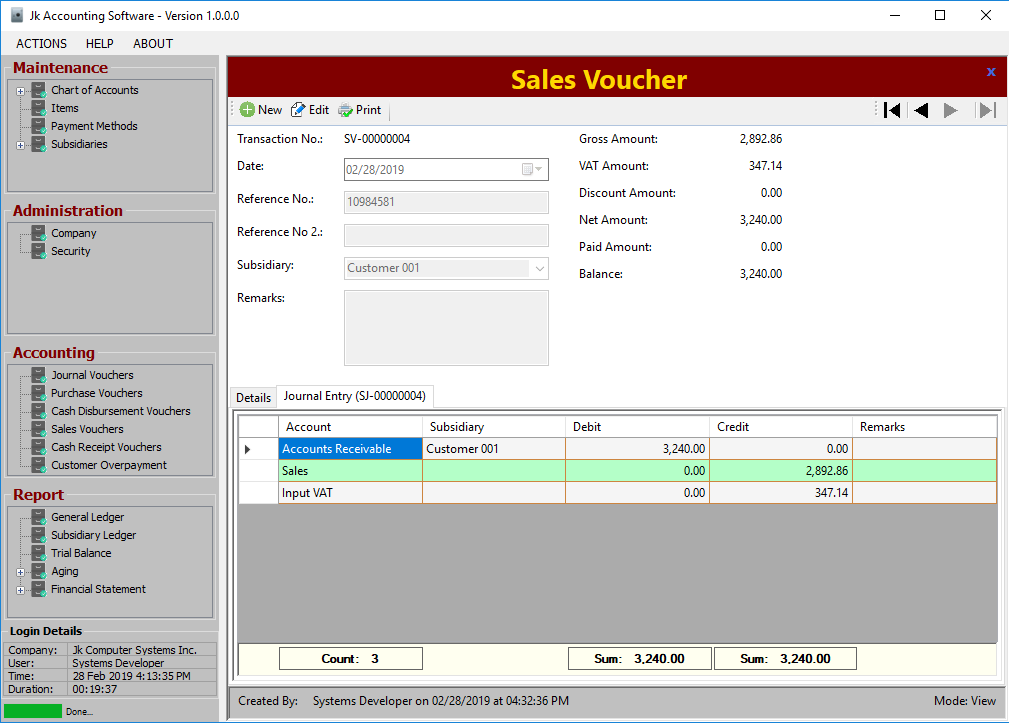 Jk Accounting Software - Version 1.0.0.0
ACTIONS HELP ABOUT
Maintenance
Chart of Accounts
Items
Payment Methods
Subsidiaries
Administration
Company
Security
Accounting
Journal Vouchers
Purchase Vouchers
Cash Disbursement Vouchers
Sales Vouchers
Cash Receipt Vouchers
Customer Overpayment
Report
General Ledger
Subsidiary Ledger
Trial Balance
Aging
Financial Statement
Login Details
Company: Jk Computer Systems Inc.
User: Systems Developer
Time: 28 Feb 2019 4:13:35 PM
Duration: 00:19:37
Done...
Sales Voucher x
New Edit Print
Transaction No.: SV-00000004
Date: 02/28/2019
Reference No.: 10984581
Reference No 2.:
Subsidiary: Customer 001
Remarks:
Gross Amount: 2,892.86
VAT Amount: 347.14
Discount Amount: 0.00
Net Amount: 3,240.00
Paid Amount: 0.00
Balance: 3,240.00
Details Journal Entry (SJ-00000004)
Account Subsidiary Debit Credit Remarks
Accounts Receivable Customer 001 3,240.00 0.00
Sales 0.00 2,892.86
Input VAT 0.00 347.14
Count: 3 Sum: 3,240.00 Sum: 3,240.00
Created By: Systems Developer on 02/28/2019 at 04:32:36 PM Mode: View